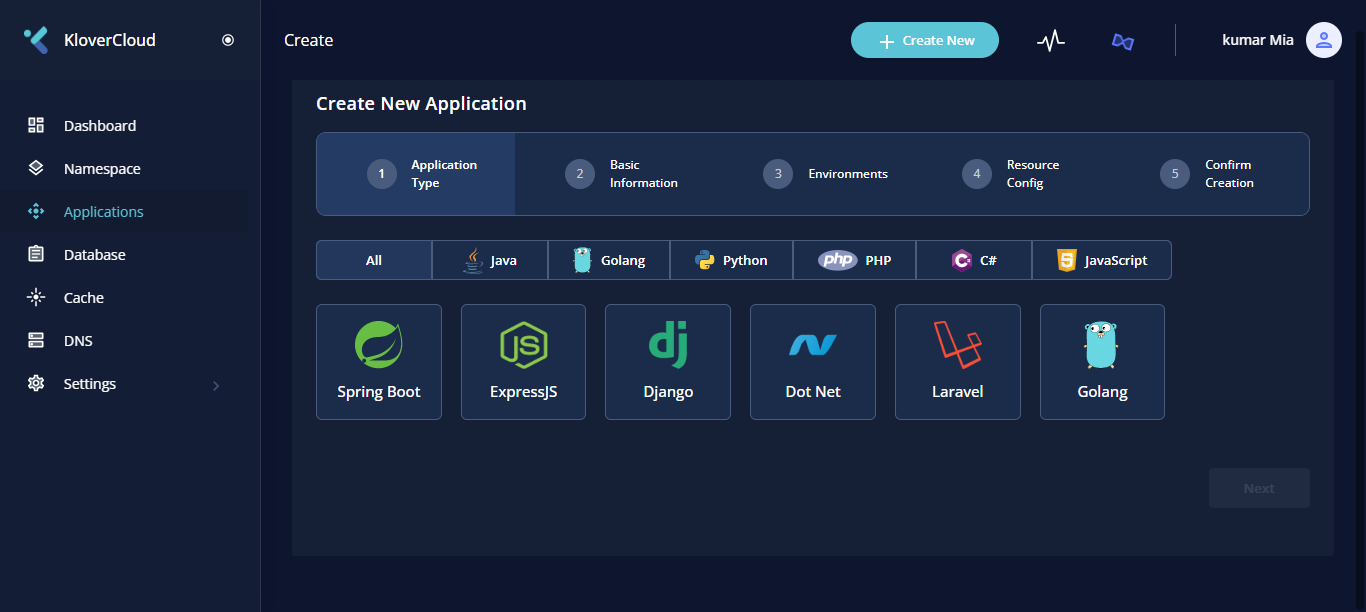 KloverCloud
Create
Create New
kumar Mia
Dashboard
Namespace
Applications
Database
Cache
DNS
Settings
Create New Application
1
Application
Type
2
Basic
Information
3
Environments
4
Resource
Config
5
Confirm
Creation
All
Java
Golang
Python
php
PHP
C#
C#
5
JavaScript
Spring Boot
JS
ExpressJS
dj
Django
Dot Net
Laravel
Golang
Next